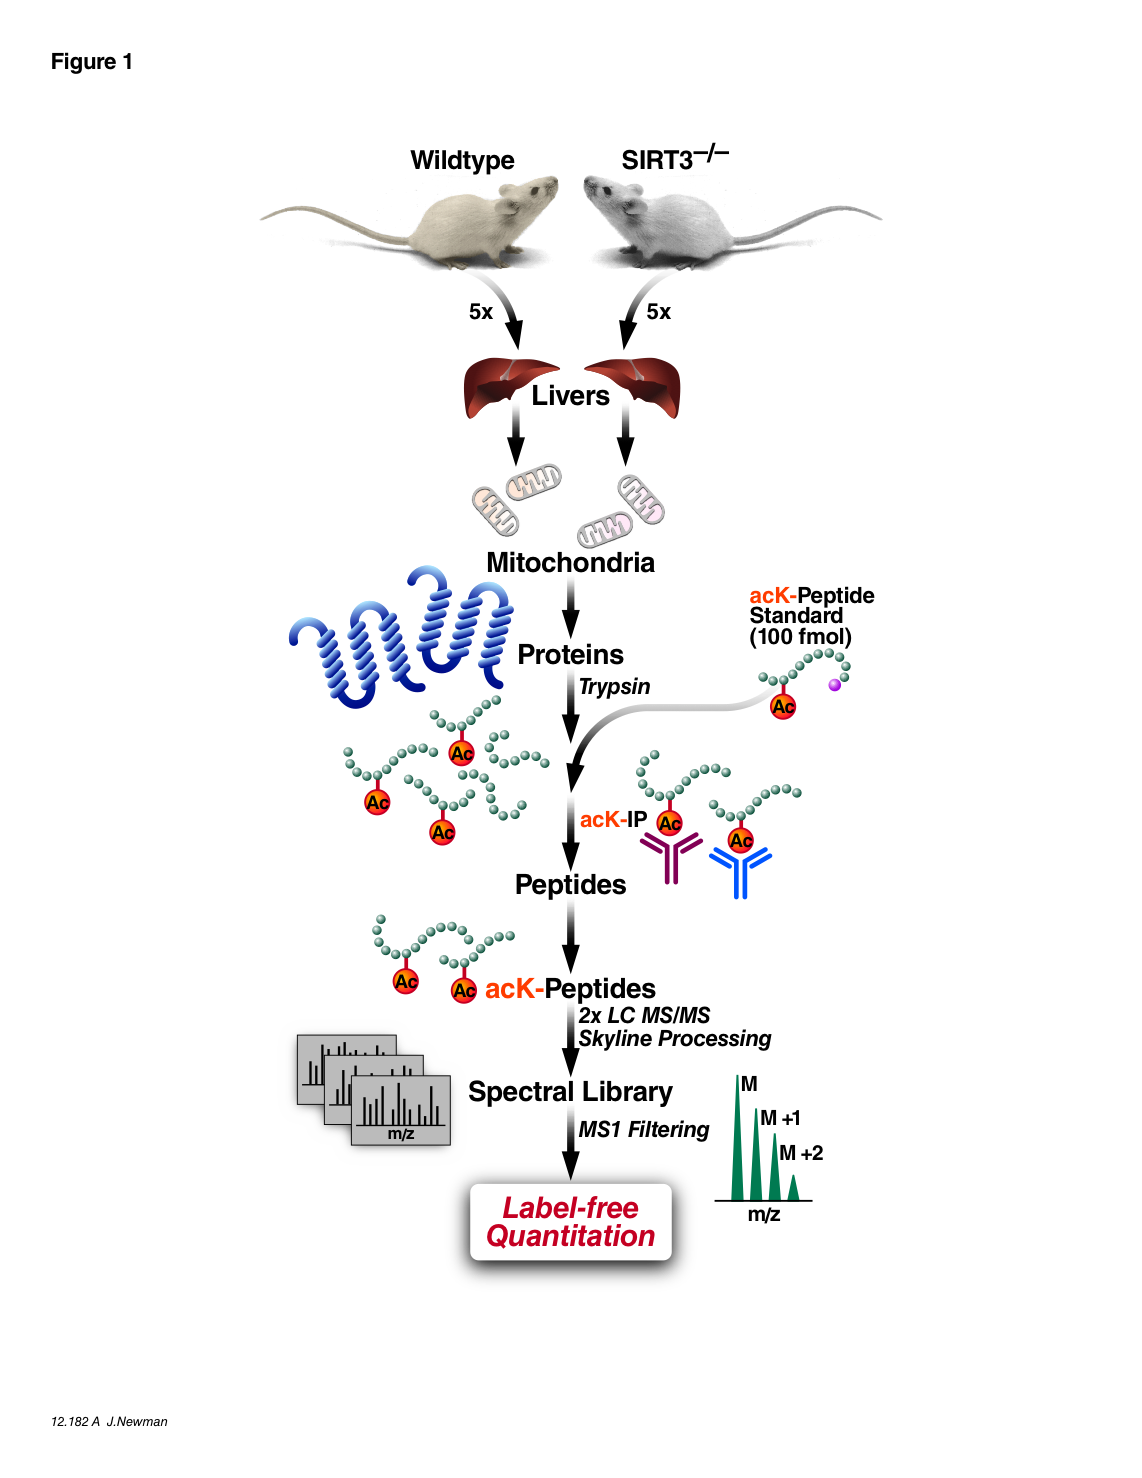 Figure 1
Wildtype
SIRT3–/–
5x
5x
Livers
Mitochondria
acK-Peptide
Standard
(100 fmol)
Proteins
Trypsin
Ac
Ac
Ac
Ac
acK-IP
Ac
Ac
Peptides
Ac
Ac
acK-Peptides
2x LC MS/MS
Skyline Processing
Spectral Library
m/z
MS1 Filtering
M
M +1
M +2
m/z
Label-free
Quantitation
12.182 A J.Newman